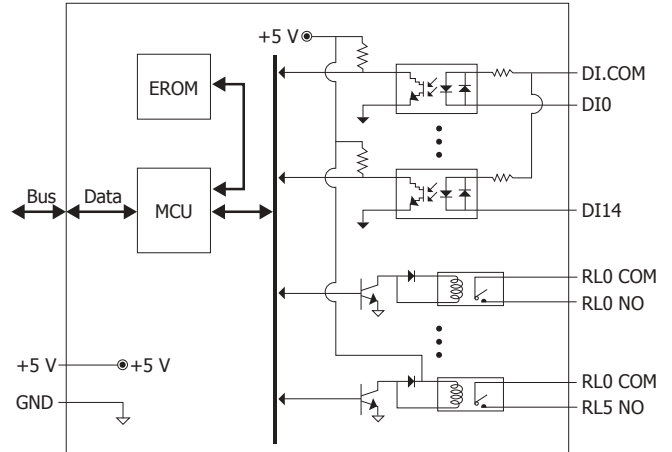 +5 V
DI.COM
EROM
DI0
Bus
Data
MCU
DI14
RL0 COM
RL0 NO
+5 V
+5 V
RL0 COM
GND
RL5 NO